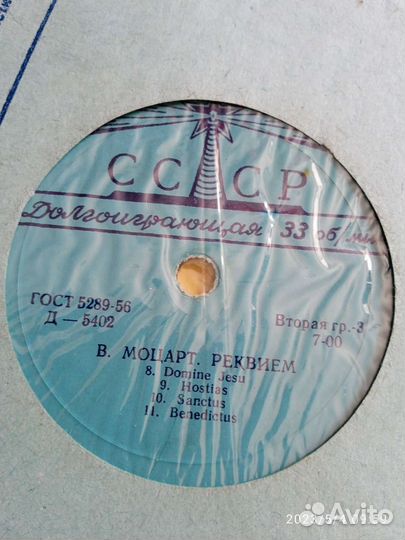 СССР
Долгоиграющая 33 об/мин
ГОСТ 5289-56
Д — 5402
Вторая гр.-3
7-00
В. МОЦАРТ. РЕКВИЕМ
8. Domine Jesu
9. Hostias
10. Sanctus
11. Benedictus
Avito